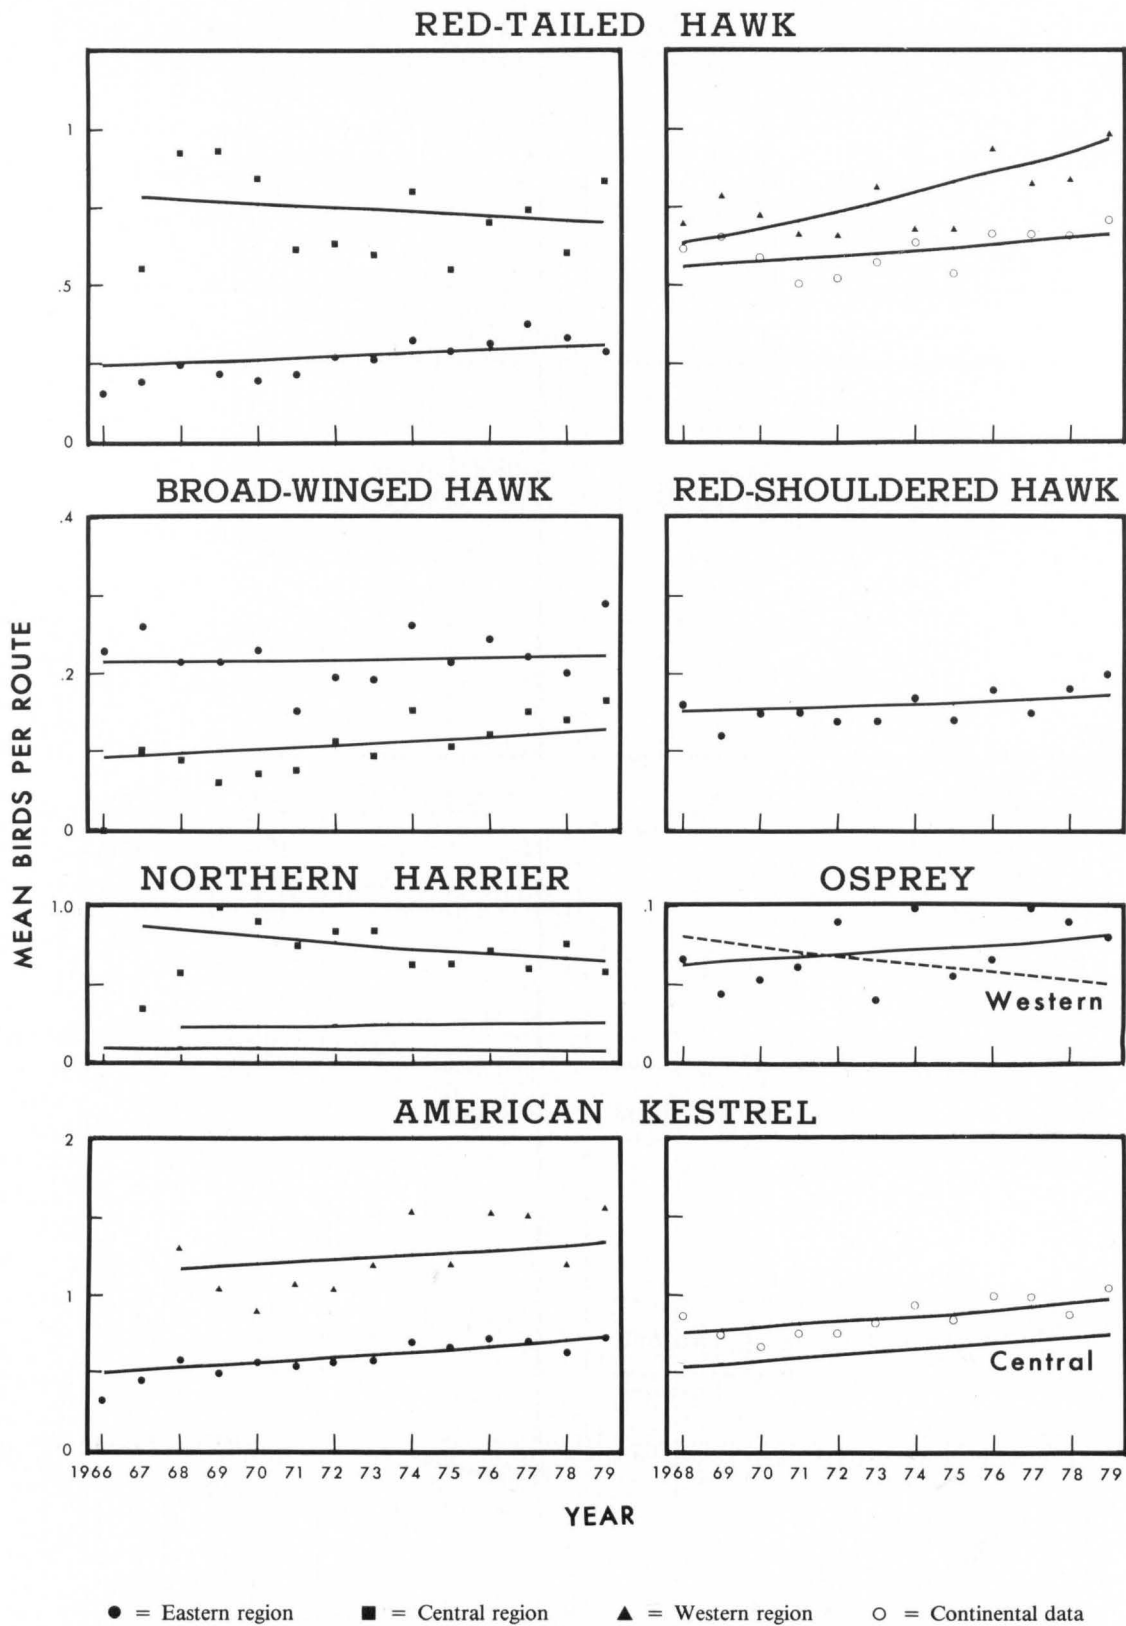 RED-TAILED HAWK
1
.5
0
BROAD-WINGED HAWK
RED-SHOULDERED HAWK
.4
.2
0
MEAN BIRDS PER ROUTE
NORTHERN HARRIER
OSPREY
1.0
0
.1
0
Western
AMERICAN KESTREL
2
1
0
Central
1966 67 68 69 70 71 72 73 74 75 76 77 78 79
1968 69 70 71 72 73 74 75 76 77 78 79
YEAR
● = Eastern region ■ = Central region ▲ = Western region ○ = Continental data